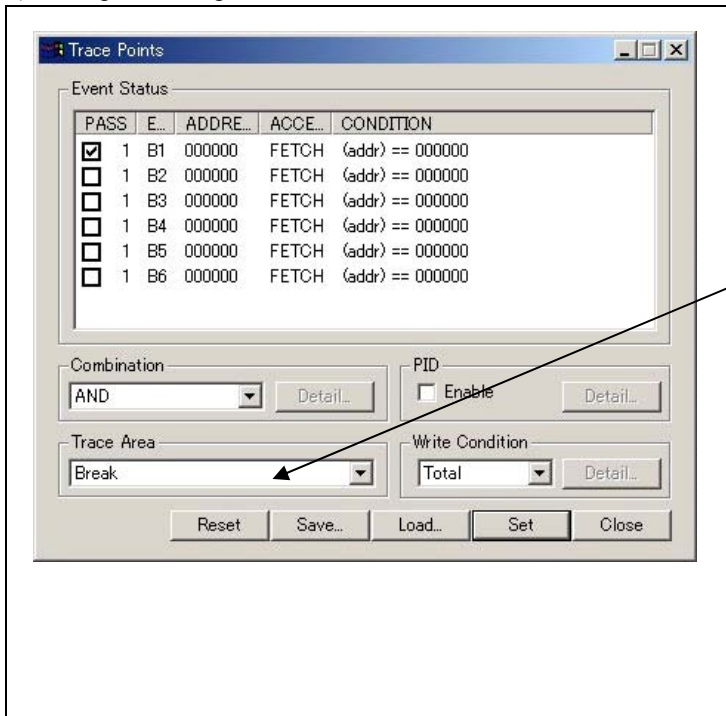 Trace Points
Event Status
PASS E... ADDRE... ACCE... CONDITION
1 B1 000000 FETCH (addr) == 000000
1 B2 000000 FETCH (addr) == 000000
1 B3 000000 FETCH (addr) == 000000
1 B4 000000 FETCH (addr) == 000000
1 B5 000000 FETCH (addr) == 000000
1 B6 000000 FETCH (addr) == 000000
Combination
AND Detail...
PID
Enable Detail...
Trace Area
Break
Write Condition
Total Detail...
Reset Save... Load... Set Close